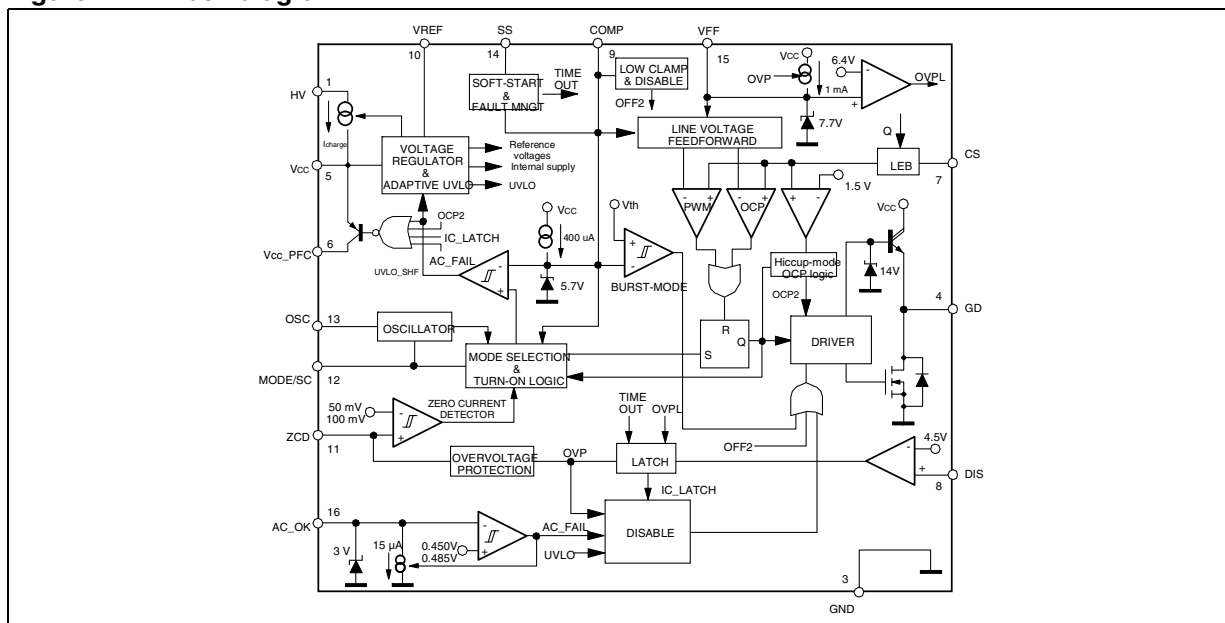 VREF
SS
COMP
VFF
10
14
9
15
VCC
6.4V
-
OVPL
OVP
1 mA
+
7.7V
LOW CLAMP
& DISABLE
OFF2
SOFT-START
&
FAULT MNGT
TIME
OUT
1
HV
Icharge
VOLTAGE
REGULATOR
&
ADAPTIVE UVLO
Reference
voltages
Internal supply
UVLO
VCC
5
LINE VOLTAGE
FEEDFORWARD
Q
LEB
CS
7
1.5 V
- +
- +
+ -
PWM
OCP
Vcc_PFC
6
OCP2
IC_LATCH
AC_FAIL
UVLO_SHF
VCC
400 uA
5.7V
-
+
Vth
+
-
BURST-MODE
Hiccup-mode
OCP logic
OCP2
VCC
14V
4
GD
OSC
13
OSCILLATOR
MODE/SC
12
MODE SELECTION
&
TURN-ON LOGIC
R
S
Q
DRIVER
50 mV
100 mV
-
+
ZERO CURRENT
DETECTOR
ZCD
11
OVERVOLTAGE
PROTECTION
OVP
TIME
OUT
OVPL
LATCH
IC_LATCH
OFF2
4.5V
-
+
8
DIS
AC_OK
16
3 V
15 µA
0.450V
0.485V
-
+
AC_FAIL
UVLO
DISABLE
3
GND